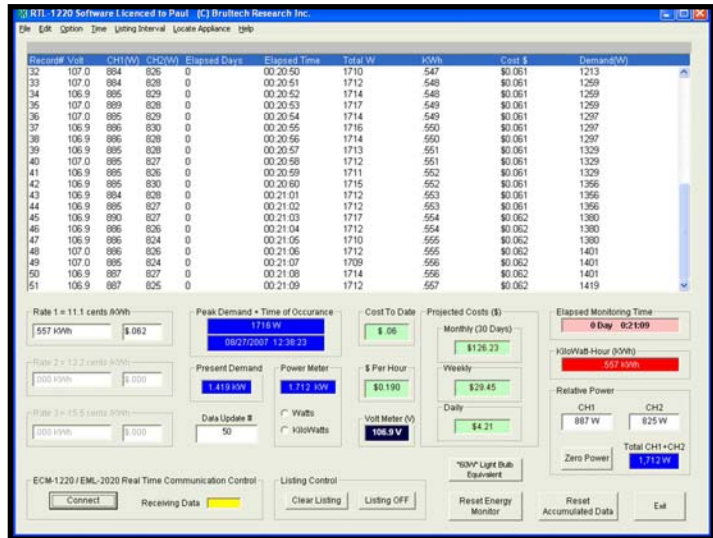 RTL-1220 Software Licenced to Paul (C) Brultech Research Inc.
File Edit Option Time Listing Interval Locate Appliance Help
Record# Volt CH1(W) CH2(W) Elapsed Days Elapsed Time Total W KWh Cost $ Demand(W)
32 107.0 884 826 0 00:20:50 1710 .547 $0.061 1213
33 107.0 884 828 0 00:20:51 1712 .548 $0.061 1259
34 106.9 885 829 0 00:20:52 1714 .548 $0.061 1259
35 107.0 889 828 0 00:20:53 1717 .549 $0.061 1259
36 107.0 885 829 0 00:20:54 1714 .549 $0.061 1297
37 106.9 886 830 0 00:20:55 1716 .550 $0.061 1297
38 106.9 886 828 0 00:20:56 1714 .550 $0.061 1297
39 106.9 885 828 0 00:20:57 1713 .551 $0.061 1329
40 107.0 885 827 0 00:20:58 1712 .551 $0.061 1329
41 106.9 885 826 0 00:20:59 1711 .552 $0.061 1329
42 106.9 885 830 0 00:20:60 1715 .552 $0.061 1356
43 106.9 884 828 0 00:21:01 1712 .553 $0.061 1356
44 106.9 885 827 0 00:21:02 1712 .553 $0.061 1356
45 106.9 890 827 0 00:21:03 1717 .554 $0.062 1380
46 106.9 886 826 0 00:21:04 1712 .554 $0.062 1380
47 106.9 886 824 0 00:21:05 1710 .555 $0.062 1380
48 107.0 886 826 0 00:21:06 1712 .555 $0.062 1401
49 107.0 885 824 0 00:21:07 1709 .556 $0.062 1401
50 106.9 887 827 0 00:21:08 1714 .556 $0.062 1401
51 106.9 887 825 0 00:21:09 1712 .557 $0.062 1419
Rate 1 = 11.1 cents /KWh
.557 KWh $.062
Rate 2 = 12.2 cents /KWh
.000 KWh $.000
Rate 3 = 15.5 cents /KWh
.000 KWh $.000
Peak Demand + Time of Occurance
1716 W
08/27/2007 12:38:23
Present Demand
1.419 KW
Power Meter
1.712 KW
Data Update #
50
Watts
KiloWatts
Cost To Date
$ .06
$ Per Hour
$0.190
Volt Meter (V)
106.9 V
Projected Costs ($)
Monthly (30 Days)
$126.23
Weekly
$29.45
Daily
$4.21
Elapsed Monitoring Time
0 Day 0:21:09
KiloWatt-Hour (KWh)
.557 KWh
Relative Power
CH1 CH2
887 W 825 W
Total CH1+CH2
Zero Power 1,712 W
"60W" Light Bulb
Equivalent
ECM-1220 / EML-2020 Real Time Communication Control
Connect Receiving Data
Listing Control
Clear Listing Listing OFF
Reset Energy
Monitor
Reset
Accumulated Data
Exit